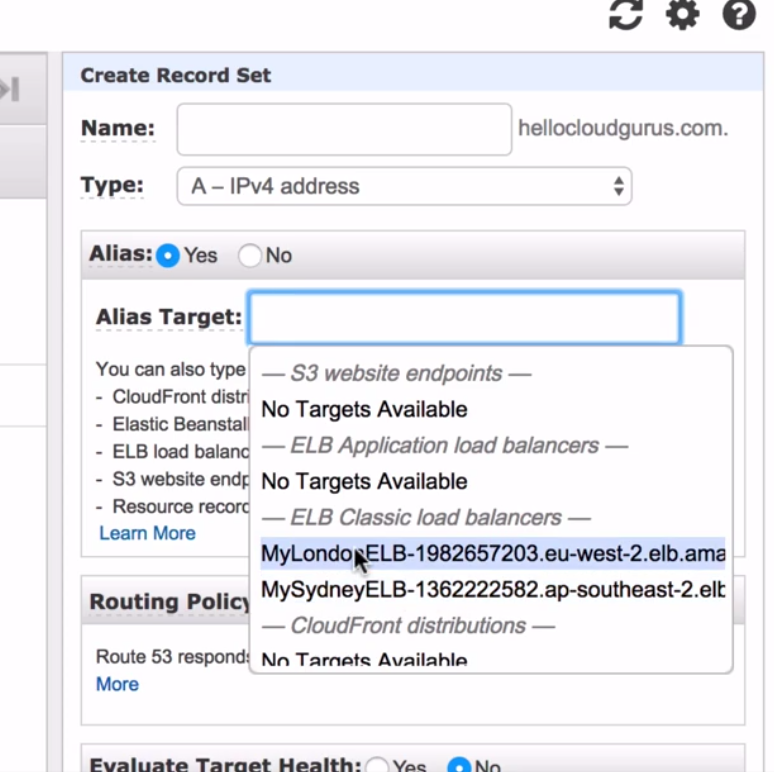 Create Record Set
Name: hellocloudgurus.com.
Type: A – IPv4 address
Alias: Yes No
Alias Target:
You can also type
— S3 website endpoints —
- CloudFront distri
No Targets Available
- Elastic Beanstal
— ELB Application load balancers —
- ELB load balanc
No Targets Available
- S3 website endp
- Resource record
— ELB Classic load balancers —
Learn More
MyLondonELB-1982657203.eu-west-2.elb.ama
MySydneyELB-1362222582.ap-southeast-2.elb
Routing Policy
— CloudFront distributions —
Route 53 responds
No Targets Available
More
Evaluate Target Health: Yes No